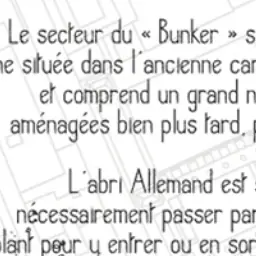 Le secteur du « Bunker » s
ne située dans l'ancienne car
et comprend un grand n
aménagées bien plus tard, p
L'abri Allemand est s
nécessairement passer par
lant pour y entrer ou en sor